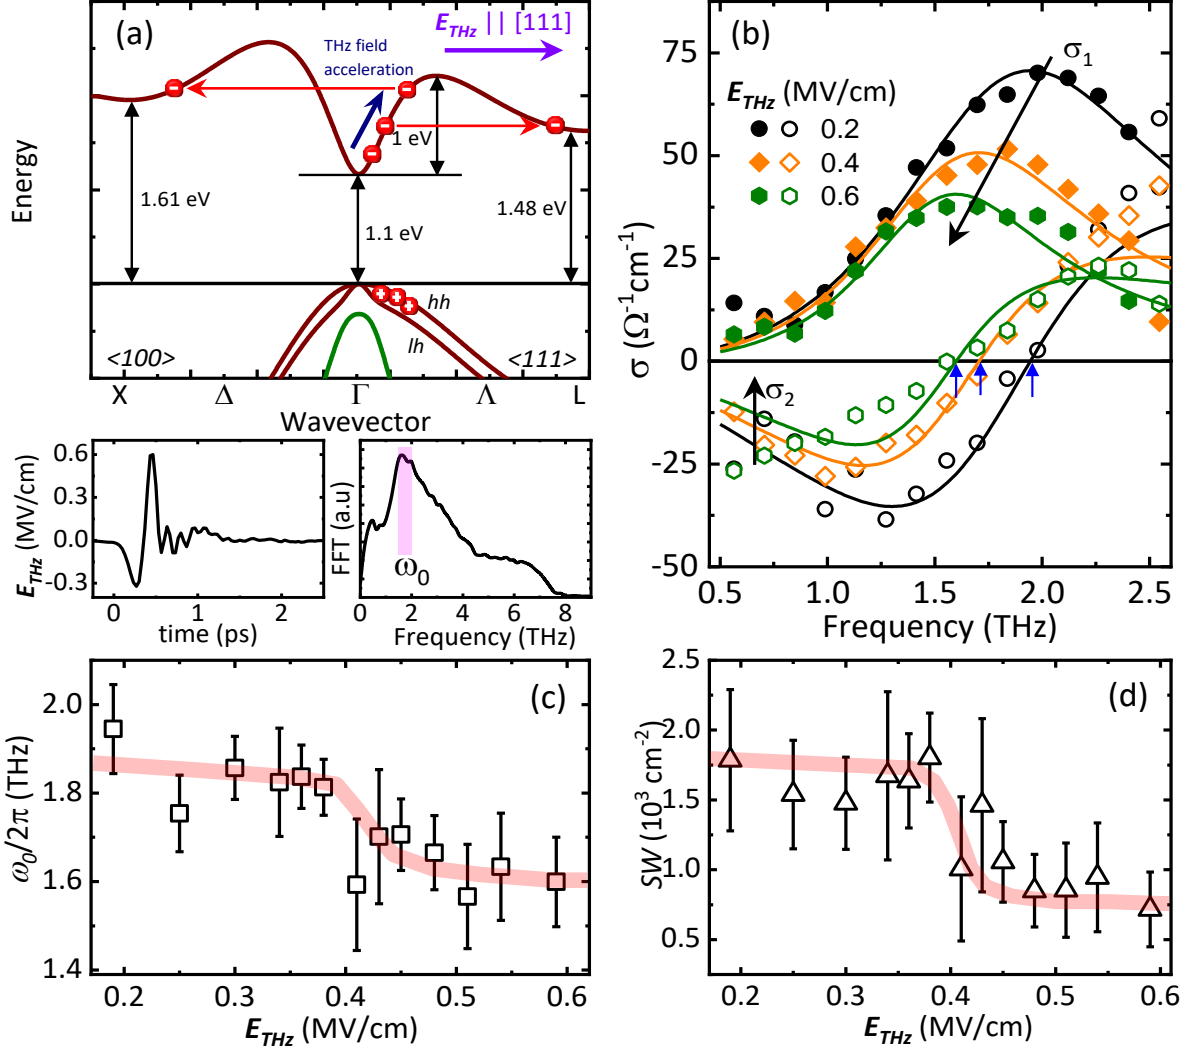 (a)
E_THz || [111]
THz field
acceleration
1 eV
1.61 eV
1.1 eV
1.48 eV
hh
lh
<100>
<111>
Energy
X Δ Γ Λ L
Wavevector
0.6
0.3
0.0
-0.3
E_THz (MV/cm)
0 1 2
time (ps)
FFT (a.u)
ω₀
0 2 4 6 8
Frequency (THz)
(b)
σ₁
E_THz (MV/cm)
0.2
0.4
0.6
σ₂
75
50
25
0
-25
-50
σ (Ω⁻¹cm⁻¹)
0.5 1.0 1.5 2.0 2.5
Frequency (THz)
(c)
2.0
1.8
1.6
1.4
ω₀/2π (THz)
0.2 0.3 0.4 0.5 0.6
E_THz (MV/cm)
(d)
2.5
2.0
1.5
1.0
0.5
SW (10³ cm⁻²)
0.2 0.3 0.4 0.5 0.6
E_THz (MV/cm)